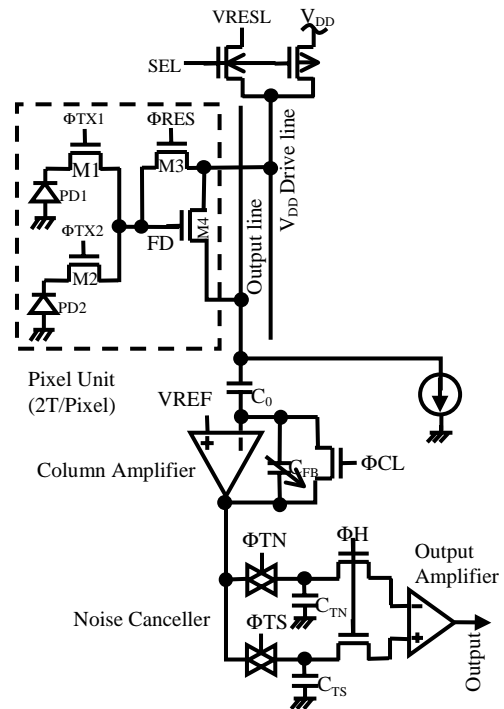 VRESL
VDD
SEL
ΦTX1
ΦRES
M1
M3
PD1
ΦTX2
FD
M4
M2
PD2
Output line
VDD Drive line
Pixel Unit
(2T/Pixel)
C0
VREF
+
−
Column Amplifier
CFB
ΦCL
ΦTN
ΦH
Output
Amplifier
CTN
−
Noise Canceller
ΦTS
+
CTS
Output